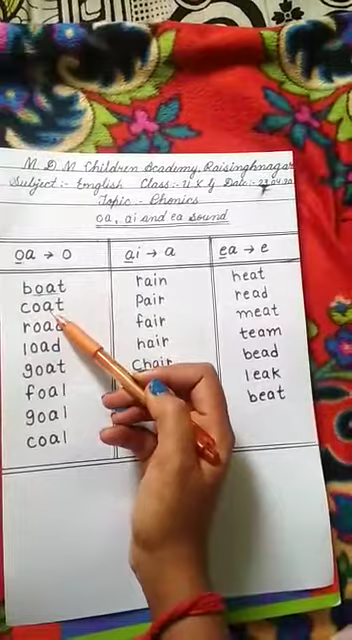 M. D. M Children Academy, Raisinghnagar
Subject:- English Class:- U K G Date:- 23.04.20
Topic:- Phonics
oa, ai and ea sound
oa → o ai → a ea → e
boat rain heat
coat Pair read
road fair meat
load hair team
goat Chair bead
foal leak
goal beat
coal